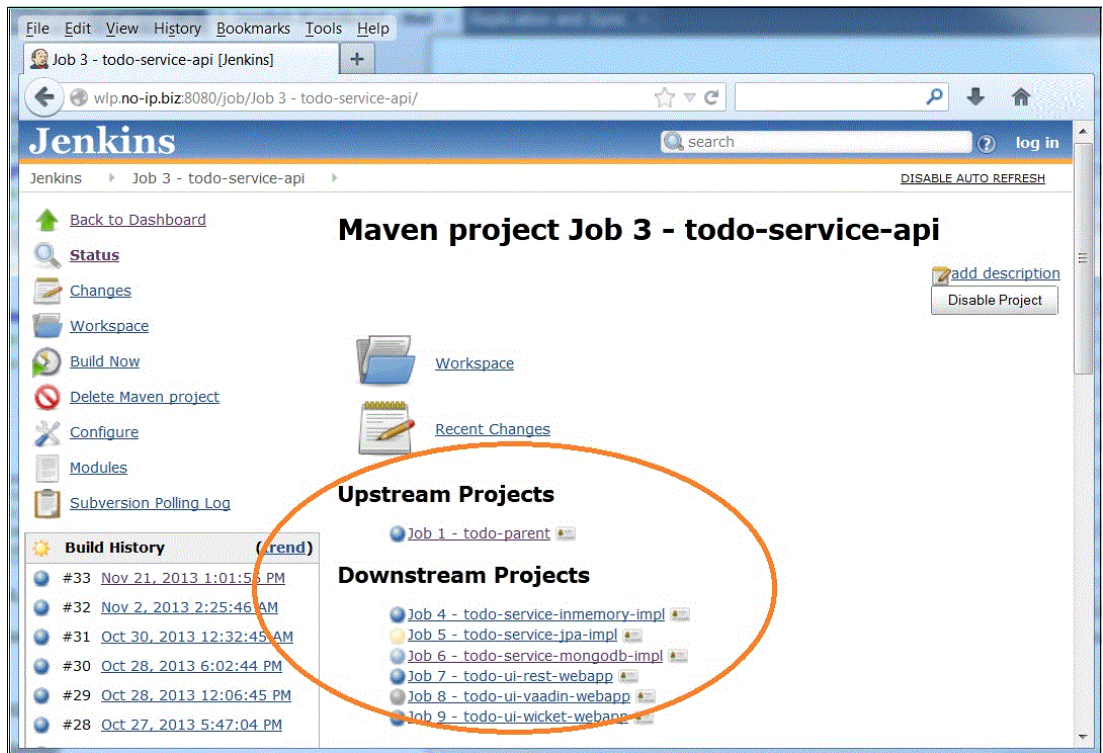 File Edit View History Bookmarks Tools Help
Job 3 - todo-service-api [Jenkins]
wlp.no-ip.biz:8080/job/Job 3 - todo-service-api/
Jenkins
search
log in
Jenkins Job 3 - todo-service-api
DISABLE AUTO REFRESH
Back to Dashboard
Status
Changes
Workspace
Build Now
Delete Maven project
Configure
Modules
Subversion Polling Log
Build History (trend)
#33 Nov 21, 2013 1:01:55 PM
#32 Nov 2, 2013 2:25:46 AM
#31 Oct 30, 2013 12:32:45 AM
#30 Oct 28, 2013 6:02:44 PM
#29 Oct 28, 2013 12:06:45 PM
#28 Oct 27, 2013 5:47:04 PM
Maven project Job 3 - todo-service-api
add description
Disable Project
Workspace
Recent Changes
Upstream Projects
Job 1 - todo-parent
Downstream Projects
Job 4 - todo-service-inmemory-impl
Job 5 - todo-service-jpa-impl
Job 6 - todo-service-mongodb-impl
Job 7 - todo-ui-rest-webapp
Job 8 - todo-ui-vaadin-webapp
Job 9 - todo-ui-wicket-webapp